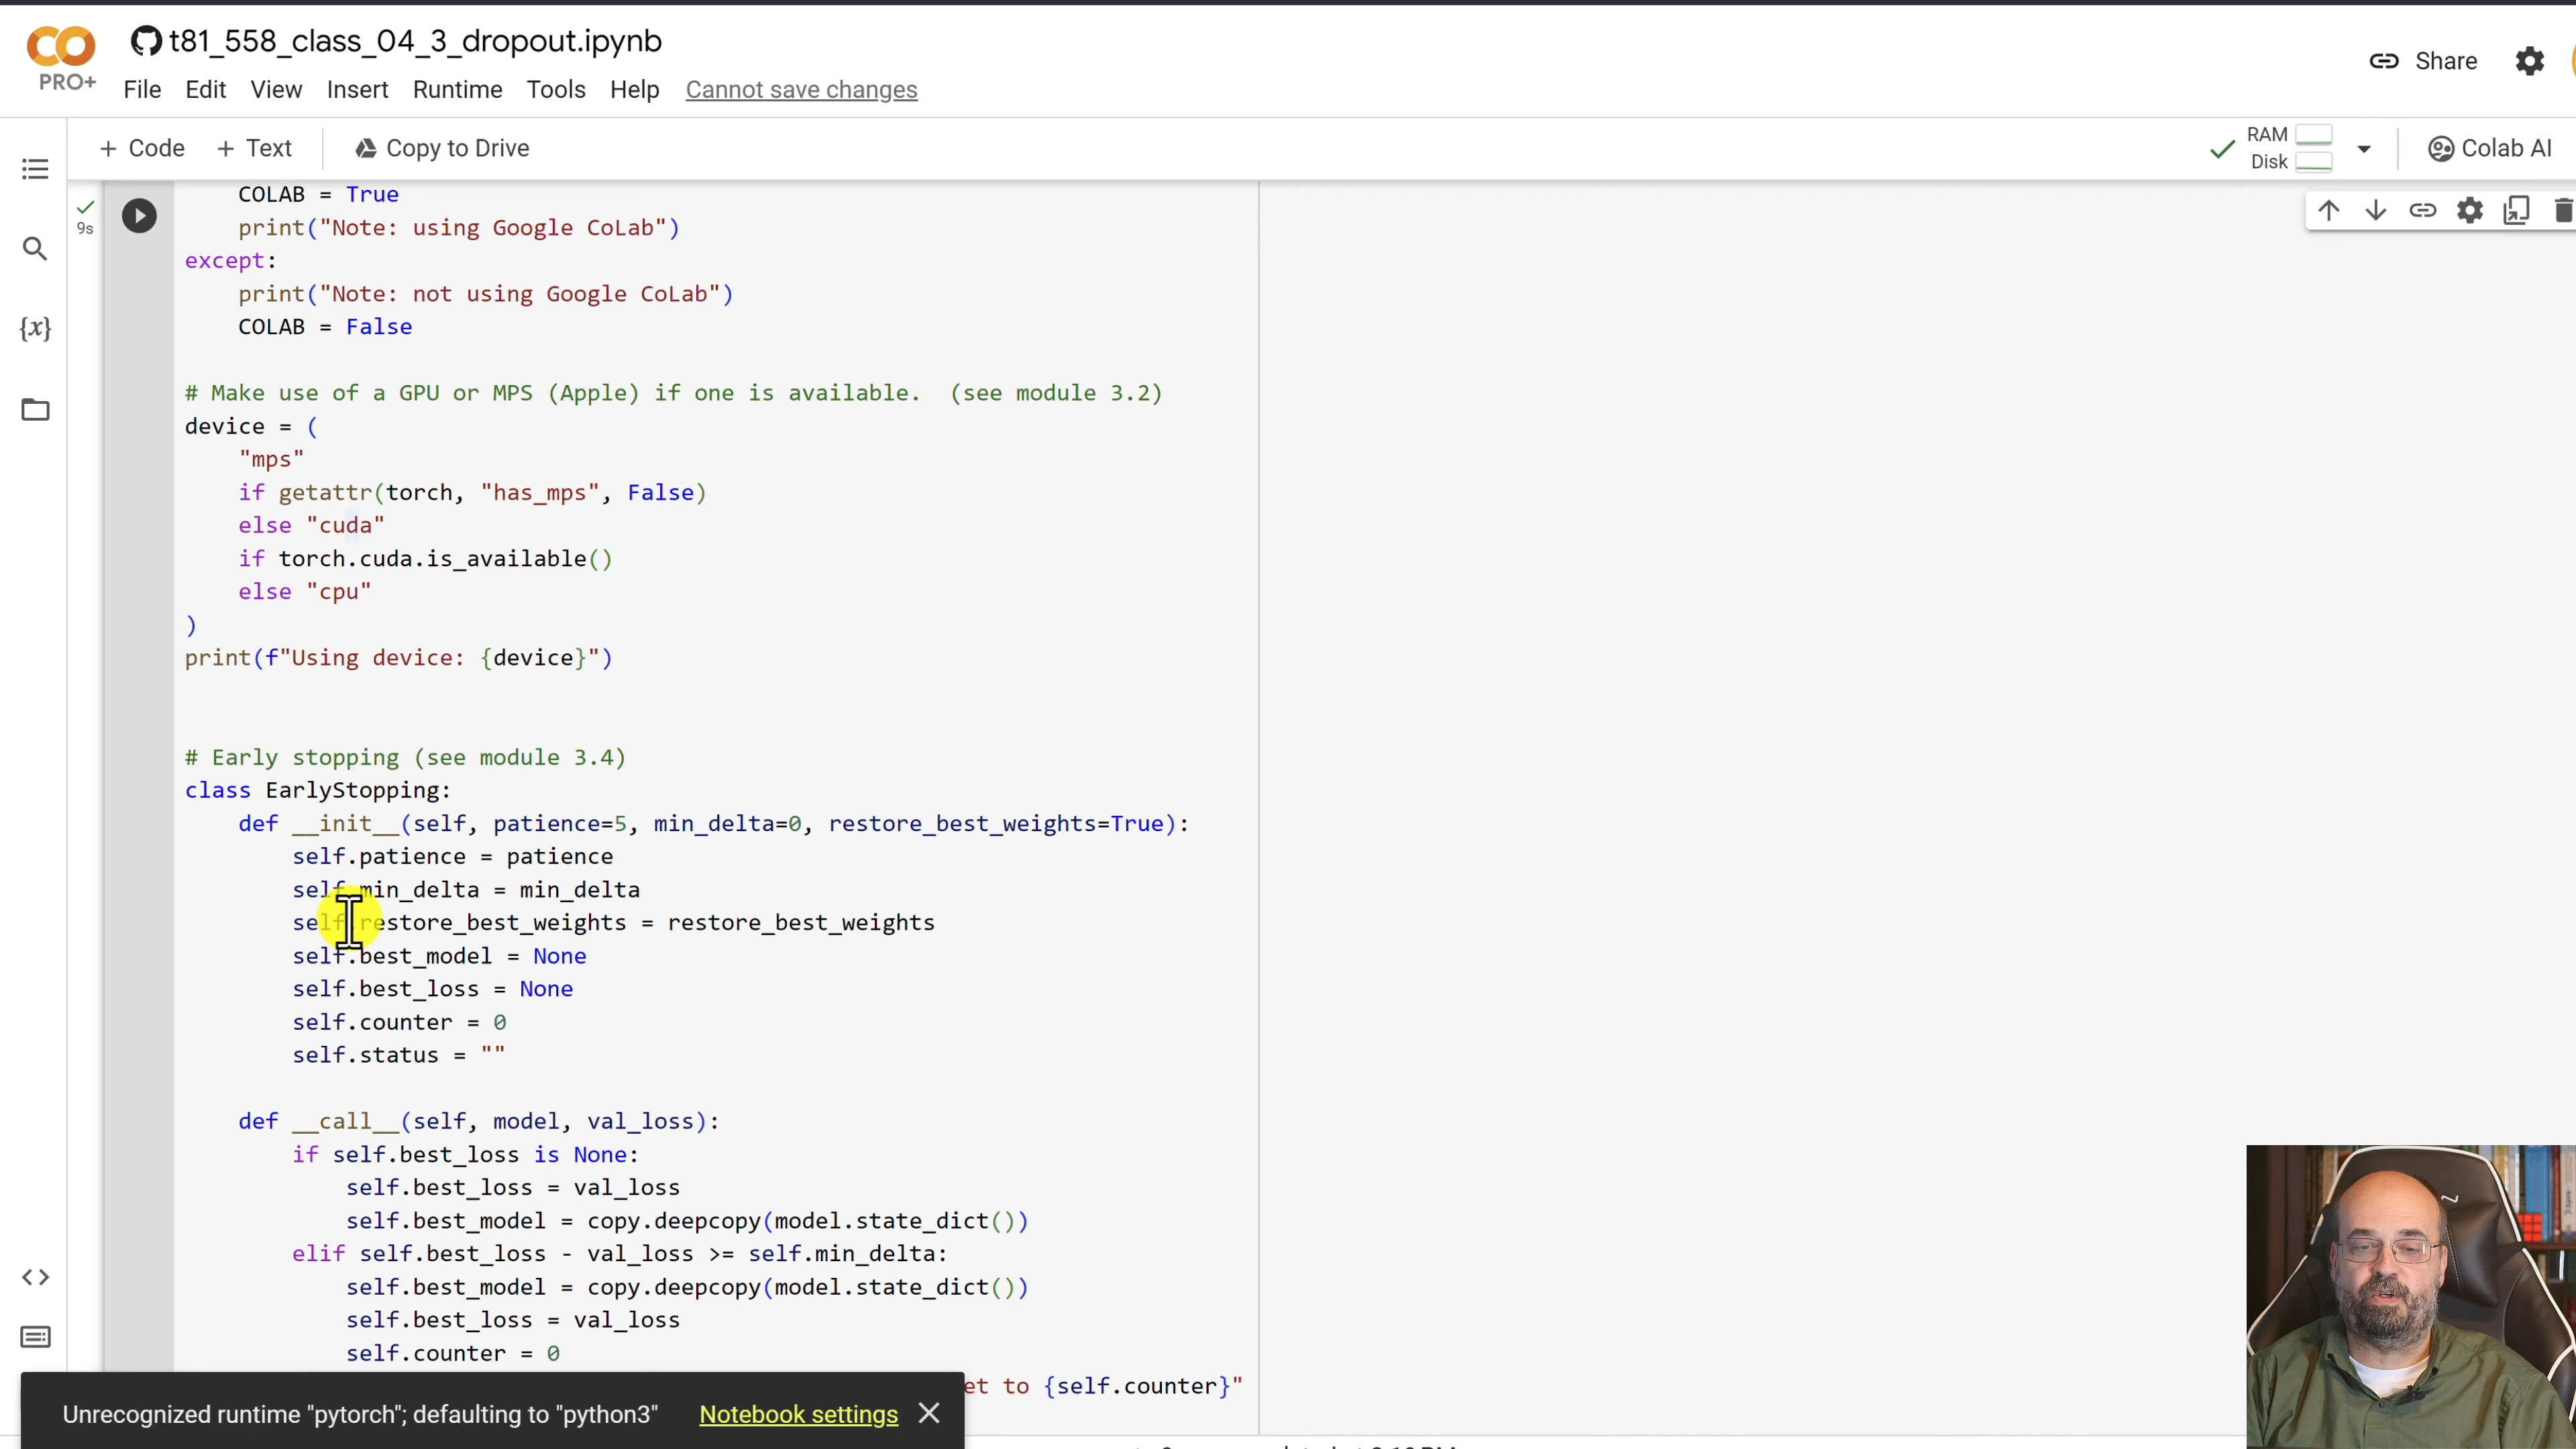 t81_558_class_04_3_dropout.ipynb
PRO+
File Edit View Insert Runtime Tools Help Cannot save changes
Share
+ Code + Text Copy to Drive
RAM
Disk
Colab AI
9s
{x}
COLAB = True
print("Note: using Google CoLab")
except:
print("Note: not using Google CoLab")
COLAB = False
# Make use of a GPU or MPS (Apple) if one is available.  (see module 3.2)
device = (
"mps"
if getattr(torch, "has_mps", False)
else "cuda"
if torch.cuda.is_available()
else "cpu"
)
print(f"Using device: {device}")
# Early stopping (see module 3.4)
class EarlyStopping:
def __init__(self, patience=5, min_delta=0, restore_best_weights=True):
self.patience = patience
self.min_delta = min_delta
self.restore_best_weights = restore_best_weights
self.best_model = None
self.best_loss = None
self.counter = 0
self.status = ""
def __call__(self, model, val_loss):
if self.best_loss is None:
self.best_loss = val_loss
self.best_model = copy.deepcopy(model.state_dict())
elif self.best_loss - val_loss >= self.min_delta:
self.best_model = copy.deepcopy(model.state_dict())
self.best_loss = val_loss
self.counter = 0
et to {self.counter}"
Unrecognized runtime "pytorch"; defaulting to "python3" Notebook settings